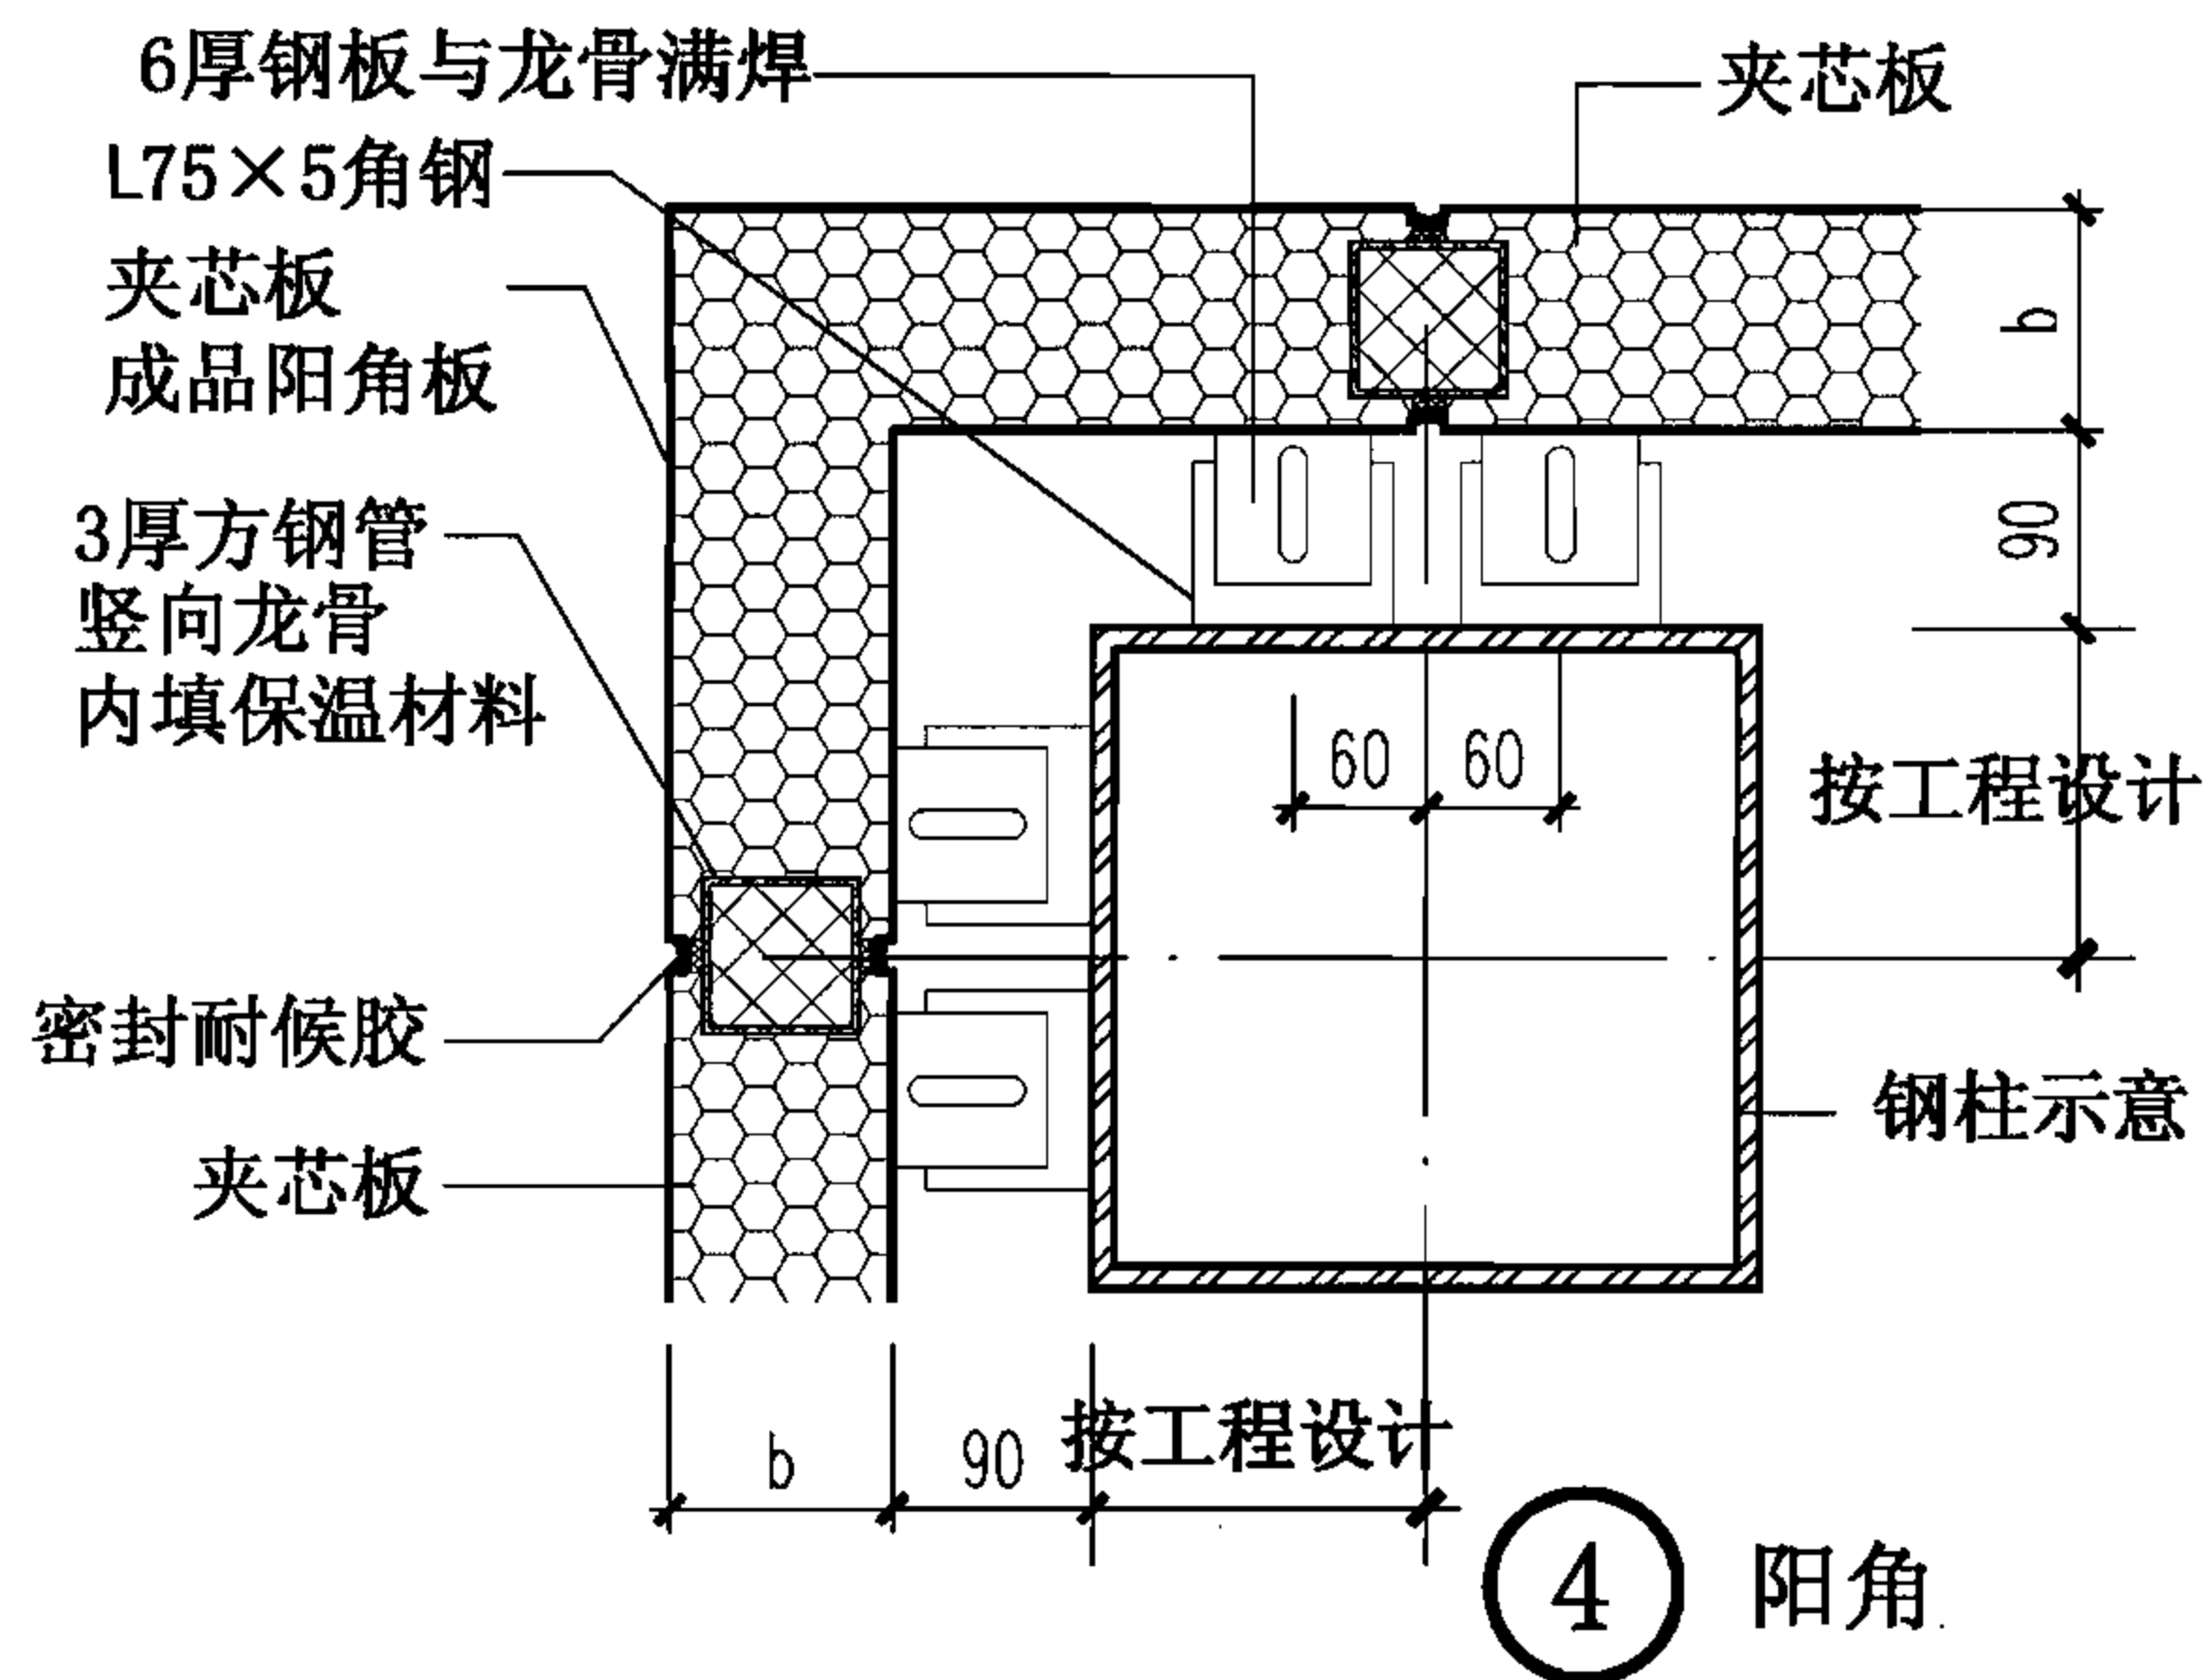 6厚钢板与龙骨满焊
夹芯板
L75×5角钢
夹芯板
成品阳角板
b
3厚方钢管
竖向龙骨
内填保温材料
90
60
60
按工程设计
密封耐候胶
钢柱示意
夹芯板
b
90
按工程设计
4
阳角